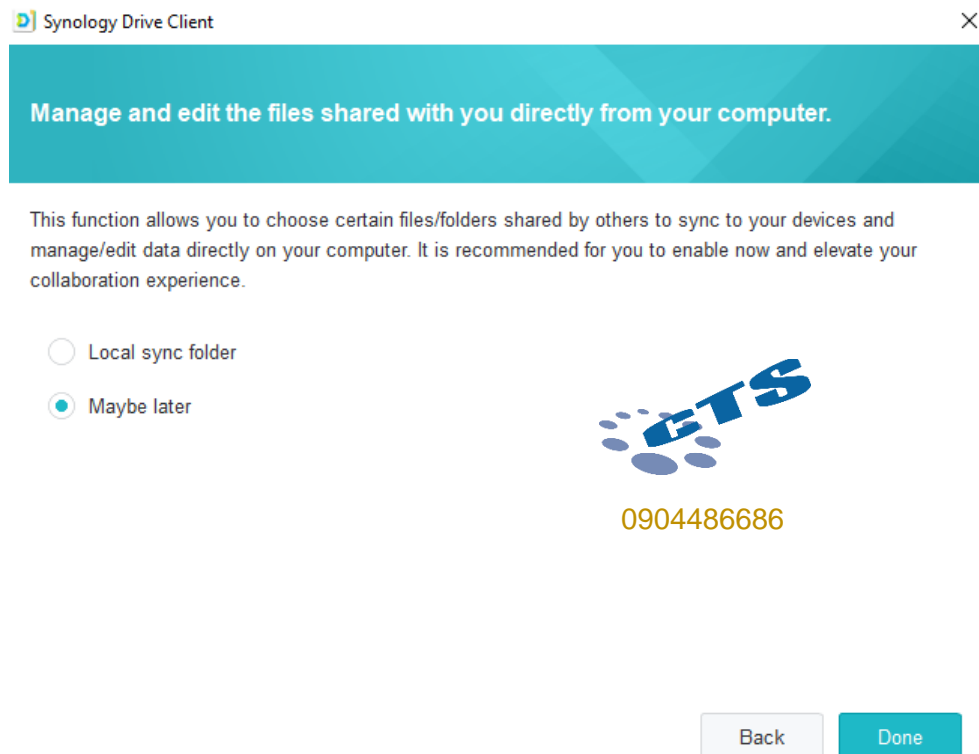 Synology Drive Client
Manage and edit the files shared with you directly from your computer.
This function allows you to choose certain files/folders shared by others to sync to your devices and
manage/edit data directly on your computer. It is recommended for you to enable now and elevate your
collaboration experience.
Local sync folder
Maybe later
ETS
0904486686
Back
Done